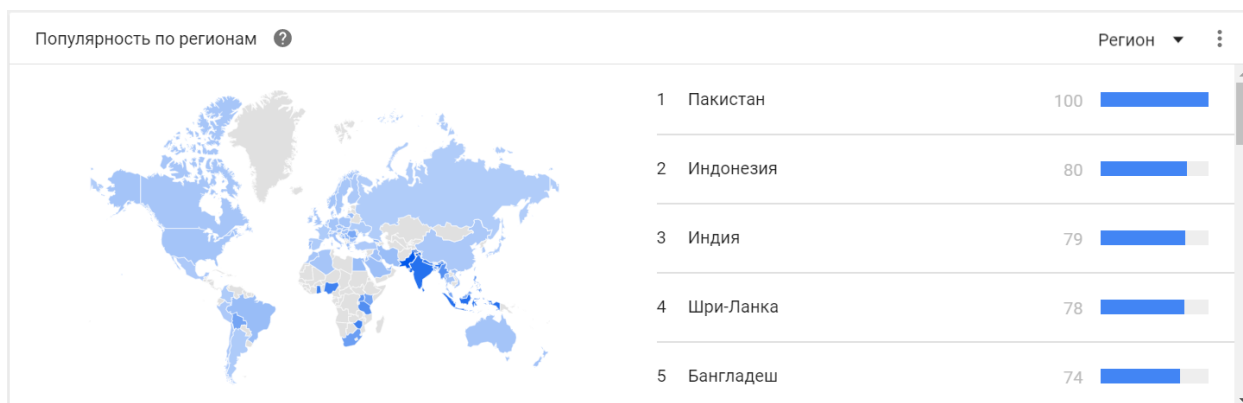 Популярность по регионам ?
Регион
1 Пакистан 100
2 Индонезия 80
3 Индия 79
4 Шри-Ланка 78
5 Бангладеш 74